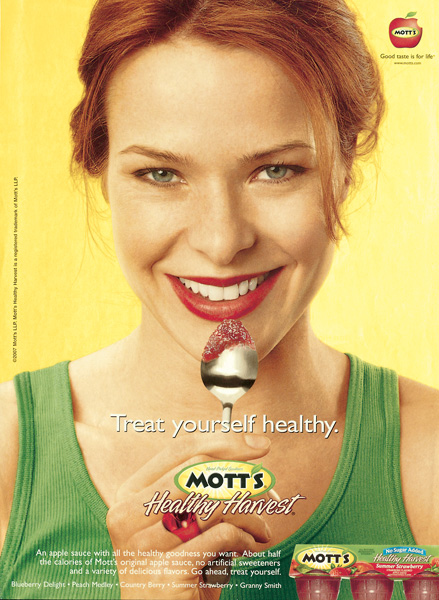 MOTT'S
Good taste is for life
www.motts.com
©2007 Mott's LLP. Mott's Healthy Harvest is a registered trademark of Mott's LLP.
Treat yourself healthy.
MOTT'S
Healthy Harvest
An apple sauce with all the healthy goodness you want. About half
the calories of Mott's original apple sauce, no artificial sweeteners
and a variety of delicious flavors. Go ahead, treat yourself.
Blueberry Delight • Peach Medley • Country Berry • Summer Strawberry • Granny Smith
MOTT'S
No Sugar Added
Healthy Harvest
Summer Strawberry